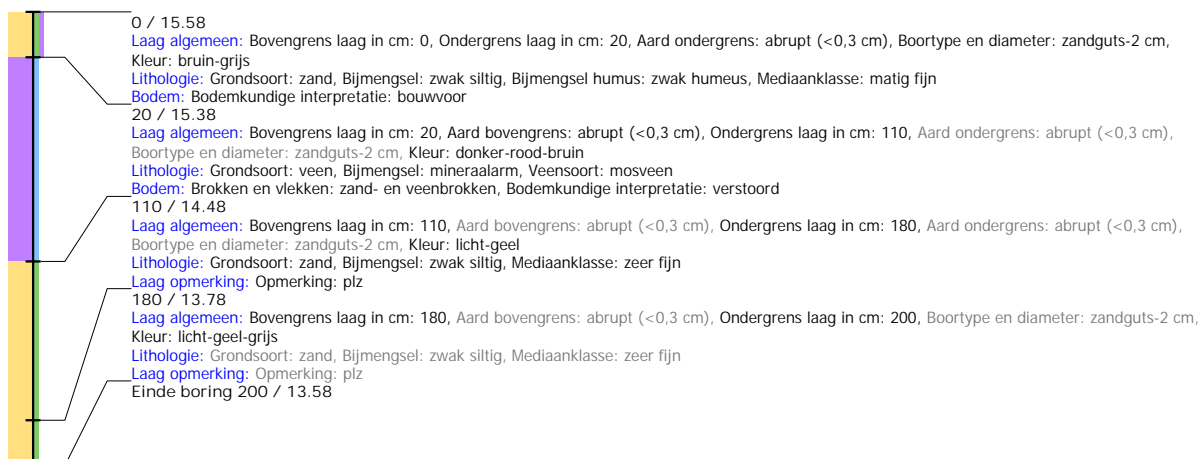 0 / 15.58
Laag algemeen: Bovengrens laag in cm: 0, Ondergrens laag in cm: 20, Aard ondergrens: abrupt (<0,3 cm), Boortype en diameter: zandguts-2 cm,
Kleur: bruin-grijs
Lithologie: Grondsoort: zand, Bijmengsel: zwak siltig, Bijmengsel humus: zwak humeus, Mediaanklasse: matig fijn
Bodem: Bodemkundige interpretatie: bouwvoor
20 / 15.38
Laag algemeen: Bovengrens laag in cm: 20, Aard bovengrens: abrupt (<0,3 cm), Ondergrens laag in cm: 110, Aard ondergrens: abrupt (<0,3 cm),
Boortype en diameter: zandguts-2 cm, Kleur: donker-rood-bruin
Lithologie: Grondsoort: veen, Bijmengsel: mineraalarm, Veensoort: mosveen
Bodem: Brokken en vlekken: zand- en veenbrokken, Bodemkundige interpretatie: verstoord
110 / 14.48
Laag algemeen: Bovengrens laag in cm: 110, Aard bovengrens: abrupt (<0,3 cm), Ondergrens laag in cm: 180, Aard ondergrens: abrupt (<0,3 cm),
Boortype en diameter: zandguts-2 cm, Kleur: licht-geel
Lithologie: Grondsoort: zand, Bijmengsel: zwak siltig, Mediaanklasse: zeer fijn
Laag opmerking: Opmerking: plz
180 / 13.78
Laag algemeen: Bovengrens laag in cm: 180, Aard bovengrens: abrupt (<0,3 cm), Ondergrens laag in cm: 200, Boortype en diameter: zandguts-2 cm,
Kleur: licht-geel-grijs
Lithologie: Grondsoort: zand, Bijmengsel: zwak siltig, Mediaanklasse: zeer fijn
Laag opmerking: Opmerking: plz
Einde boring 200 / 13.58